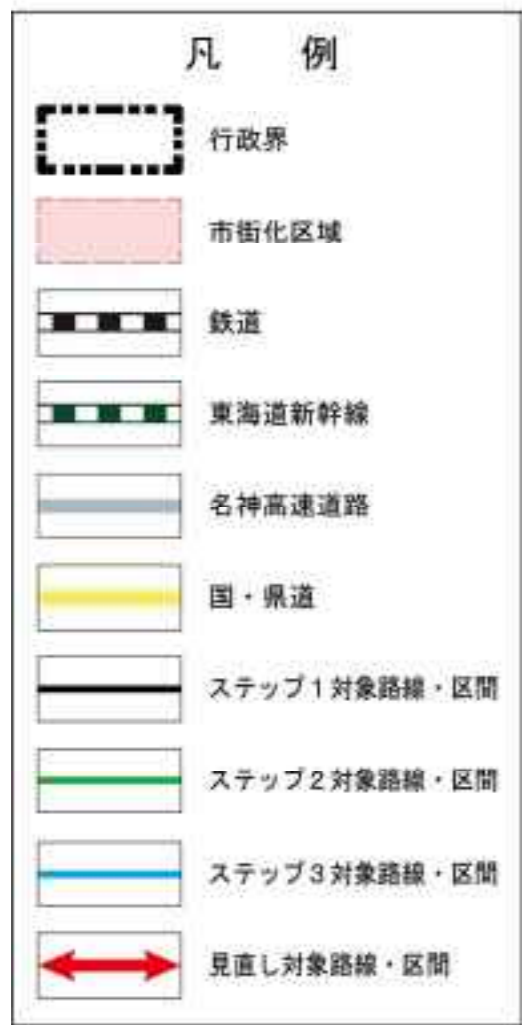 凡 例
行政界
市街化区域
鉄道
東海道新幹線
名神高速道路
国・県道
ステップ1対象路線・区間
ステップ2対象路線・区間
ステップ3対象路線・区間
見直し対象路線・区間